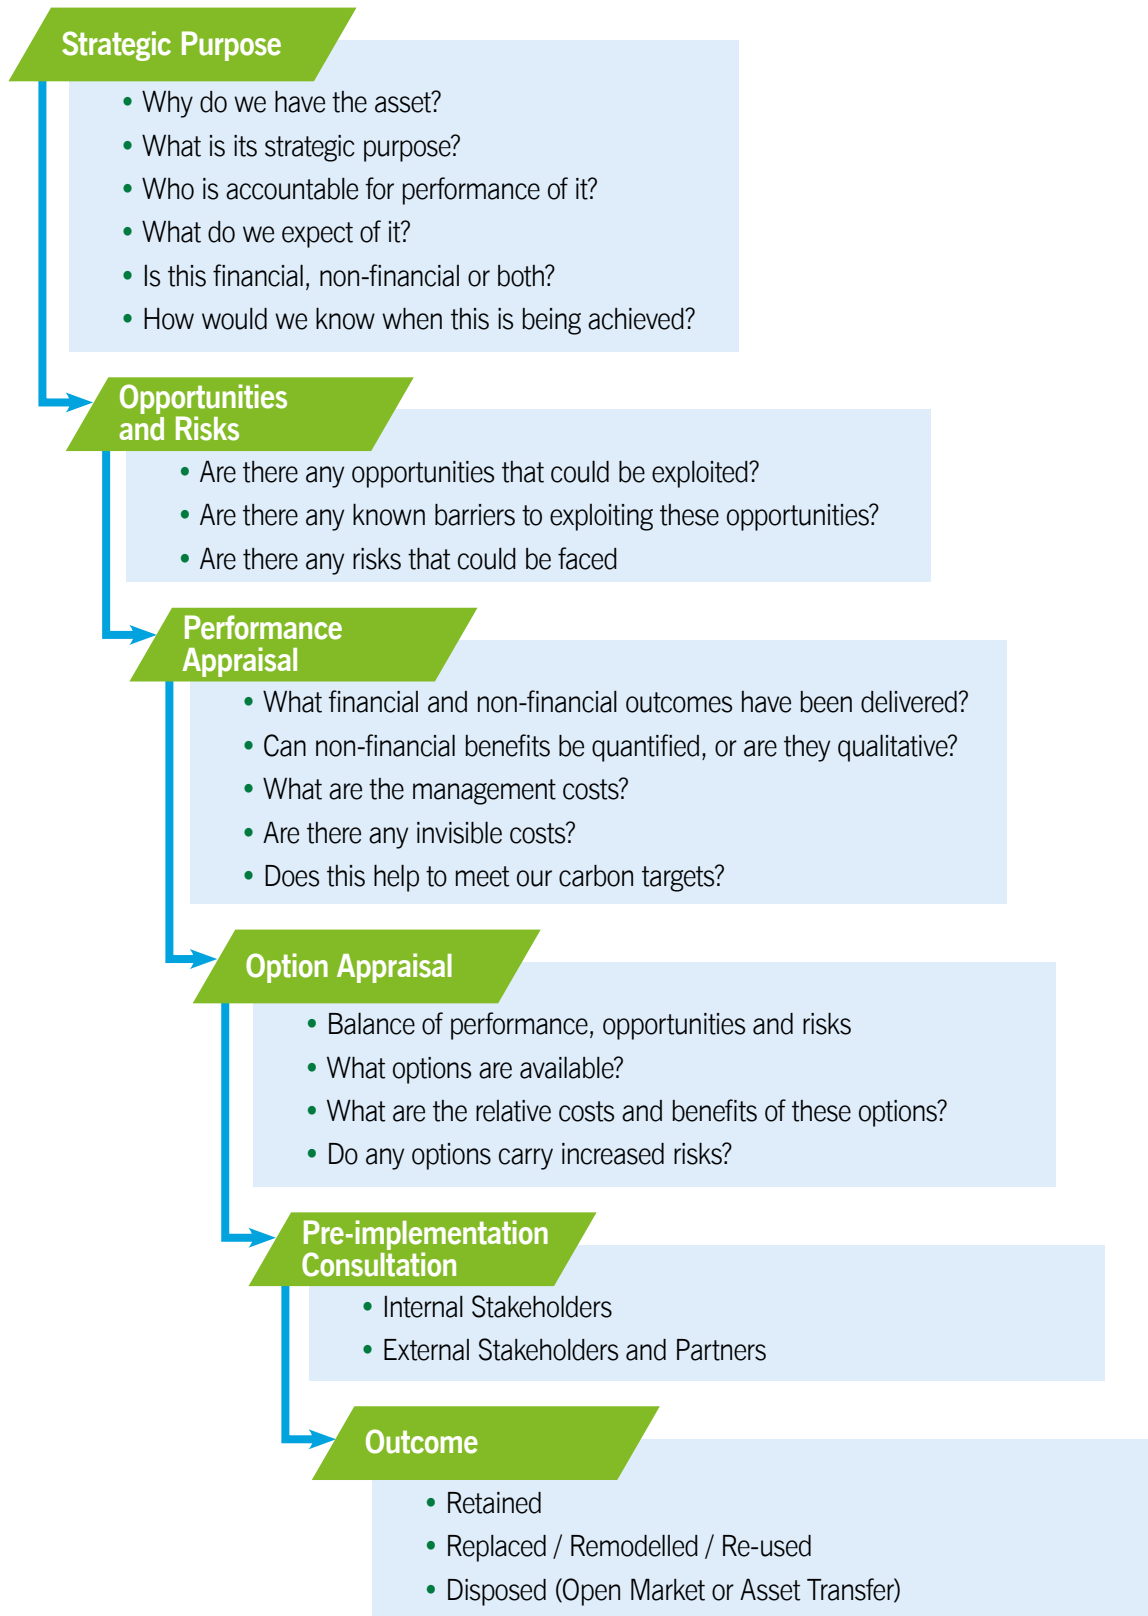 Strategic Purpose
• Why do we have the asset?
• What is its strategic purpose?
• Who is accountable for performance of it?
• What do we expect of it?
• Is this financial, non-financial or both?
• How would we know when this is being achieved?
Opportunities
and Risks
• Are there any opportunities that could be exploited?
• Are there any known barriers to exploiting these opportunities?
• Are there any risks that could be faced
Performance
Appraisal
• What financial and non-financial outcomes have been delivered?
• Can non-financial benefits be quantified, or are they qualitative?
• What are the management costs?
• Are there any invisible costs?
• Does this help to meet our carbon targets?
Option Appraisal
• Balance of performance, opportunities and risks
• What options are available?
• What are the relative costs and benefits of these options?
• Do any options carry increased risks?
Pre-implementation
Consultation
• Internal Stakeholders
• External Stakeholders and Partners
Outcome
• Retained
• Replaced / Remodelled / Re-used
• Disposed (Open Market or Asset Transfer)